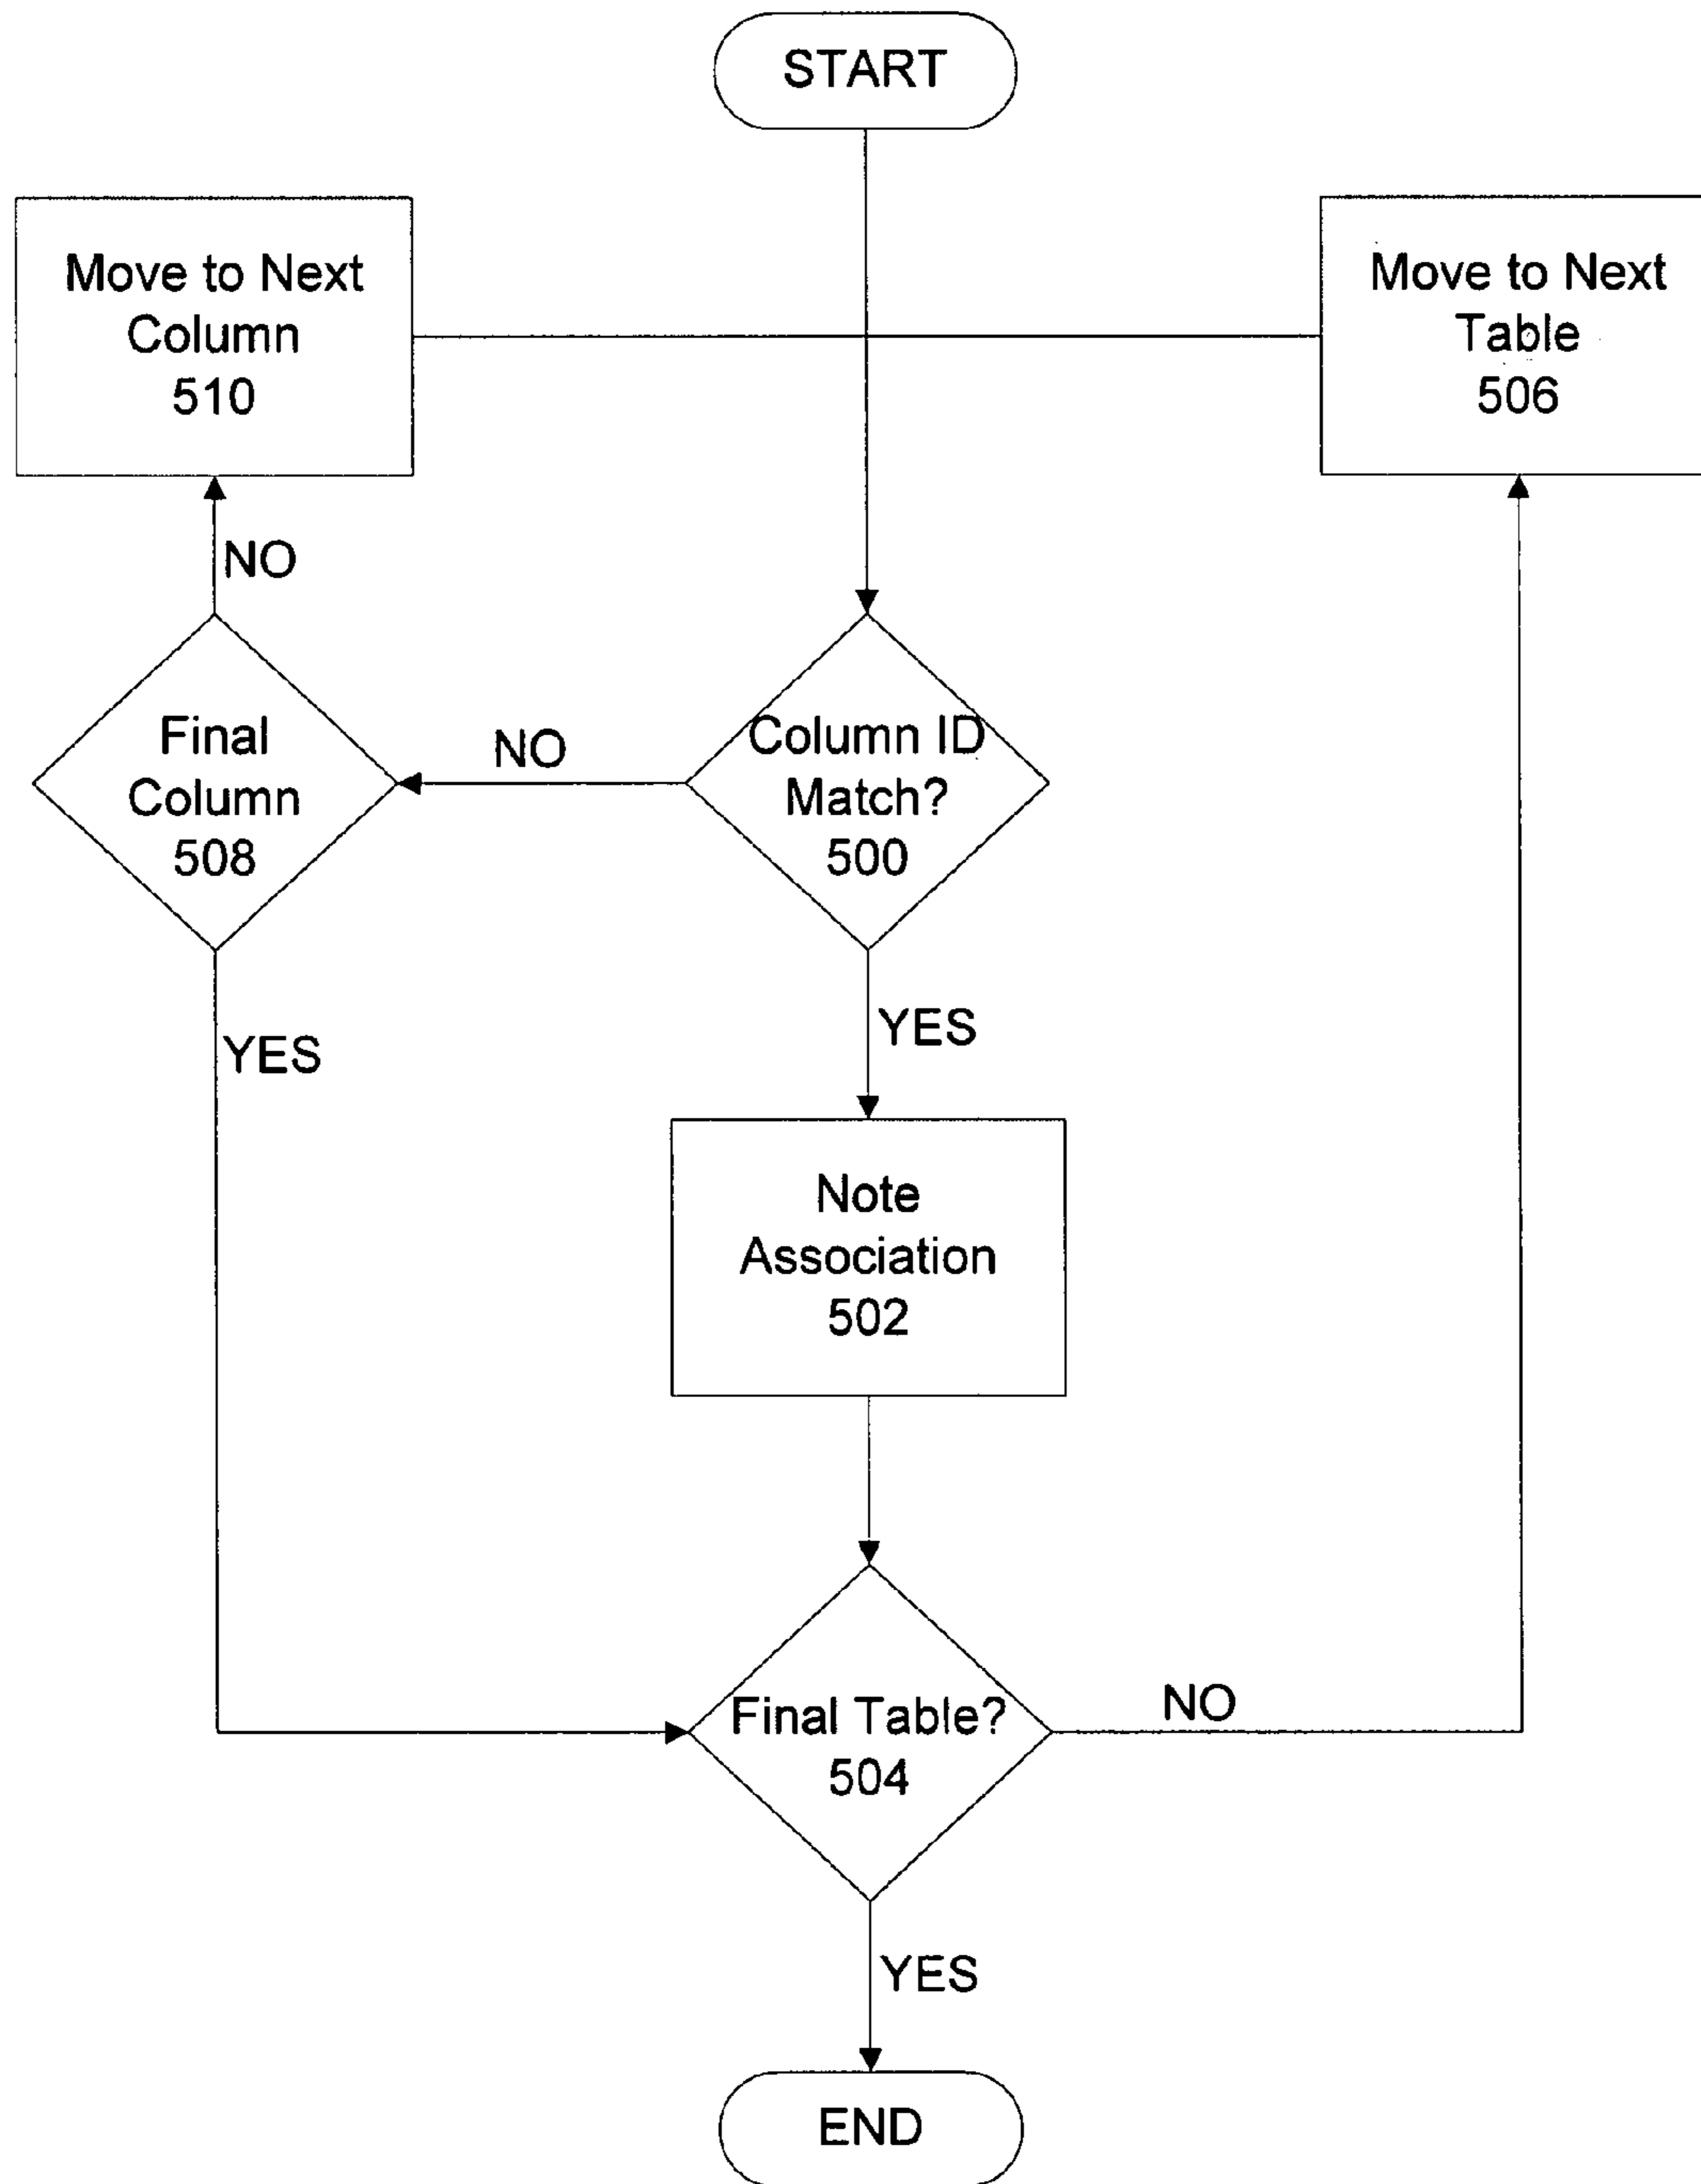 START
Move to Next
Column
510
Move to Next
Table
506
NO
Final
Column
508
NO
Column ID
Match?
500
YES
YES
Note
Association
502
Final Table?
504
NO
YES
END